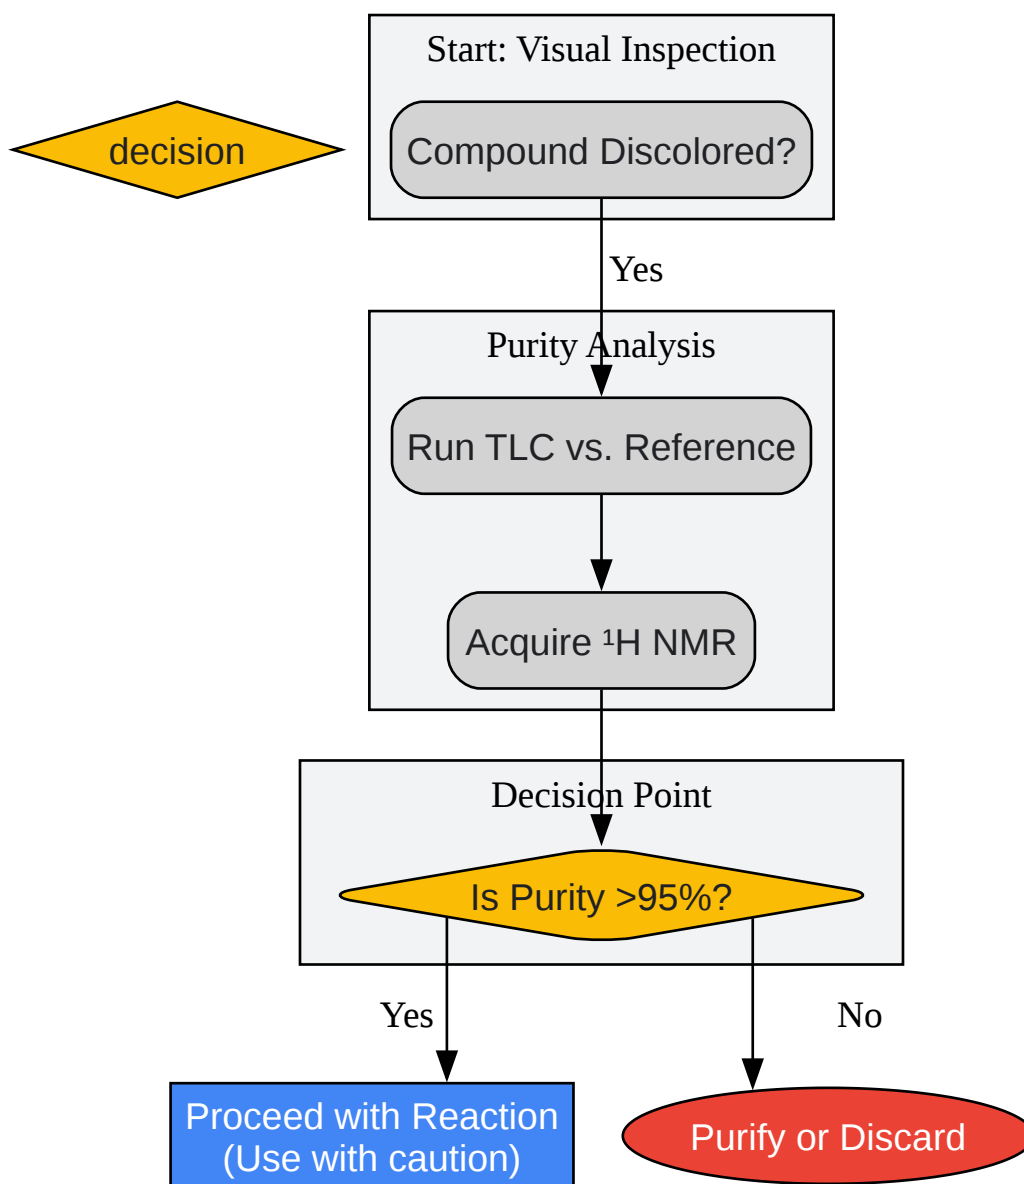 Start: Visual Inspection
decision
Compound Discolored?
Yes
Purity Analysis
Run TLC vs. Reference
Acquire ¹H NMR
Decision Point
Is Purity >95%?
Yes
No
Proceed with Reaction
(Use with caution)
Purify or Discard